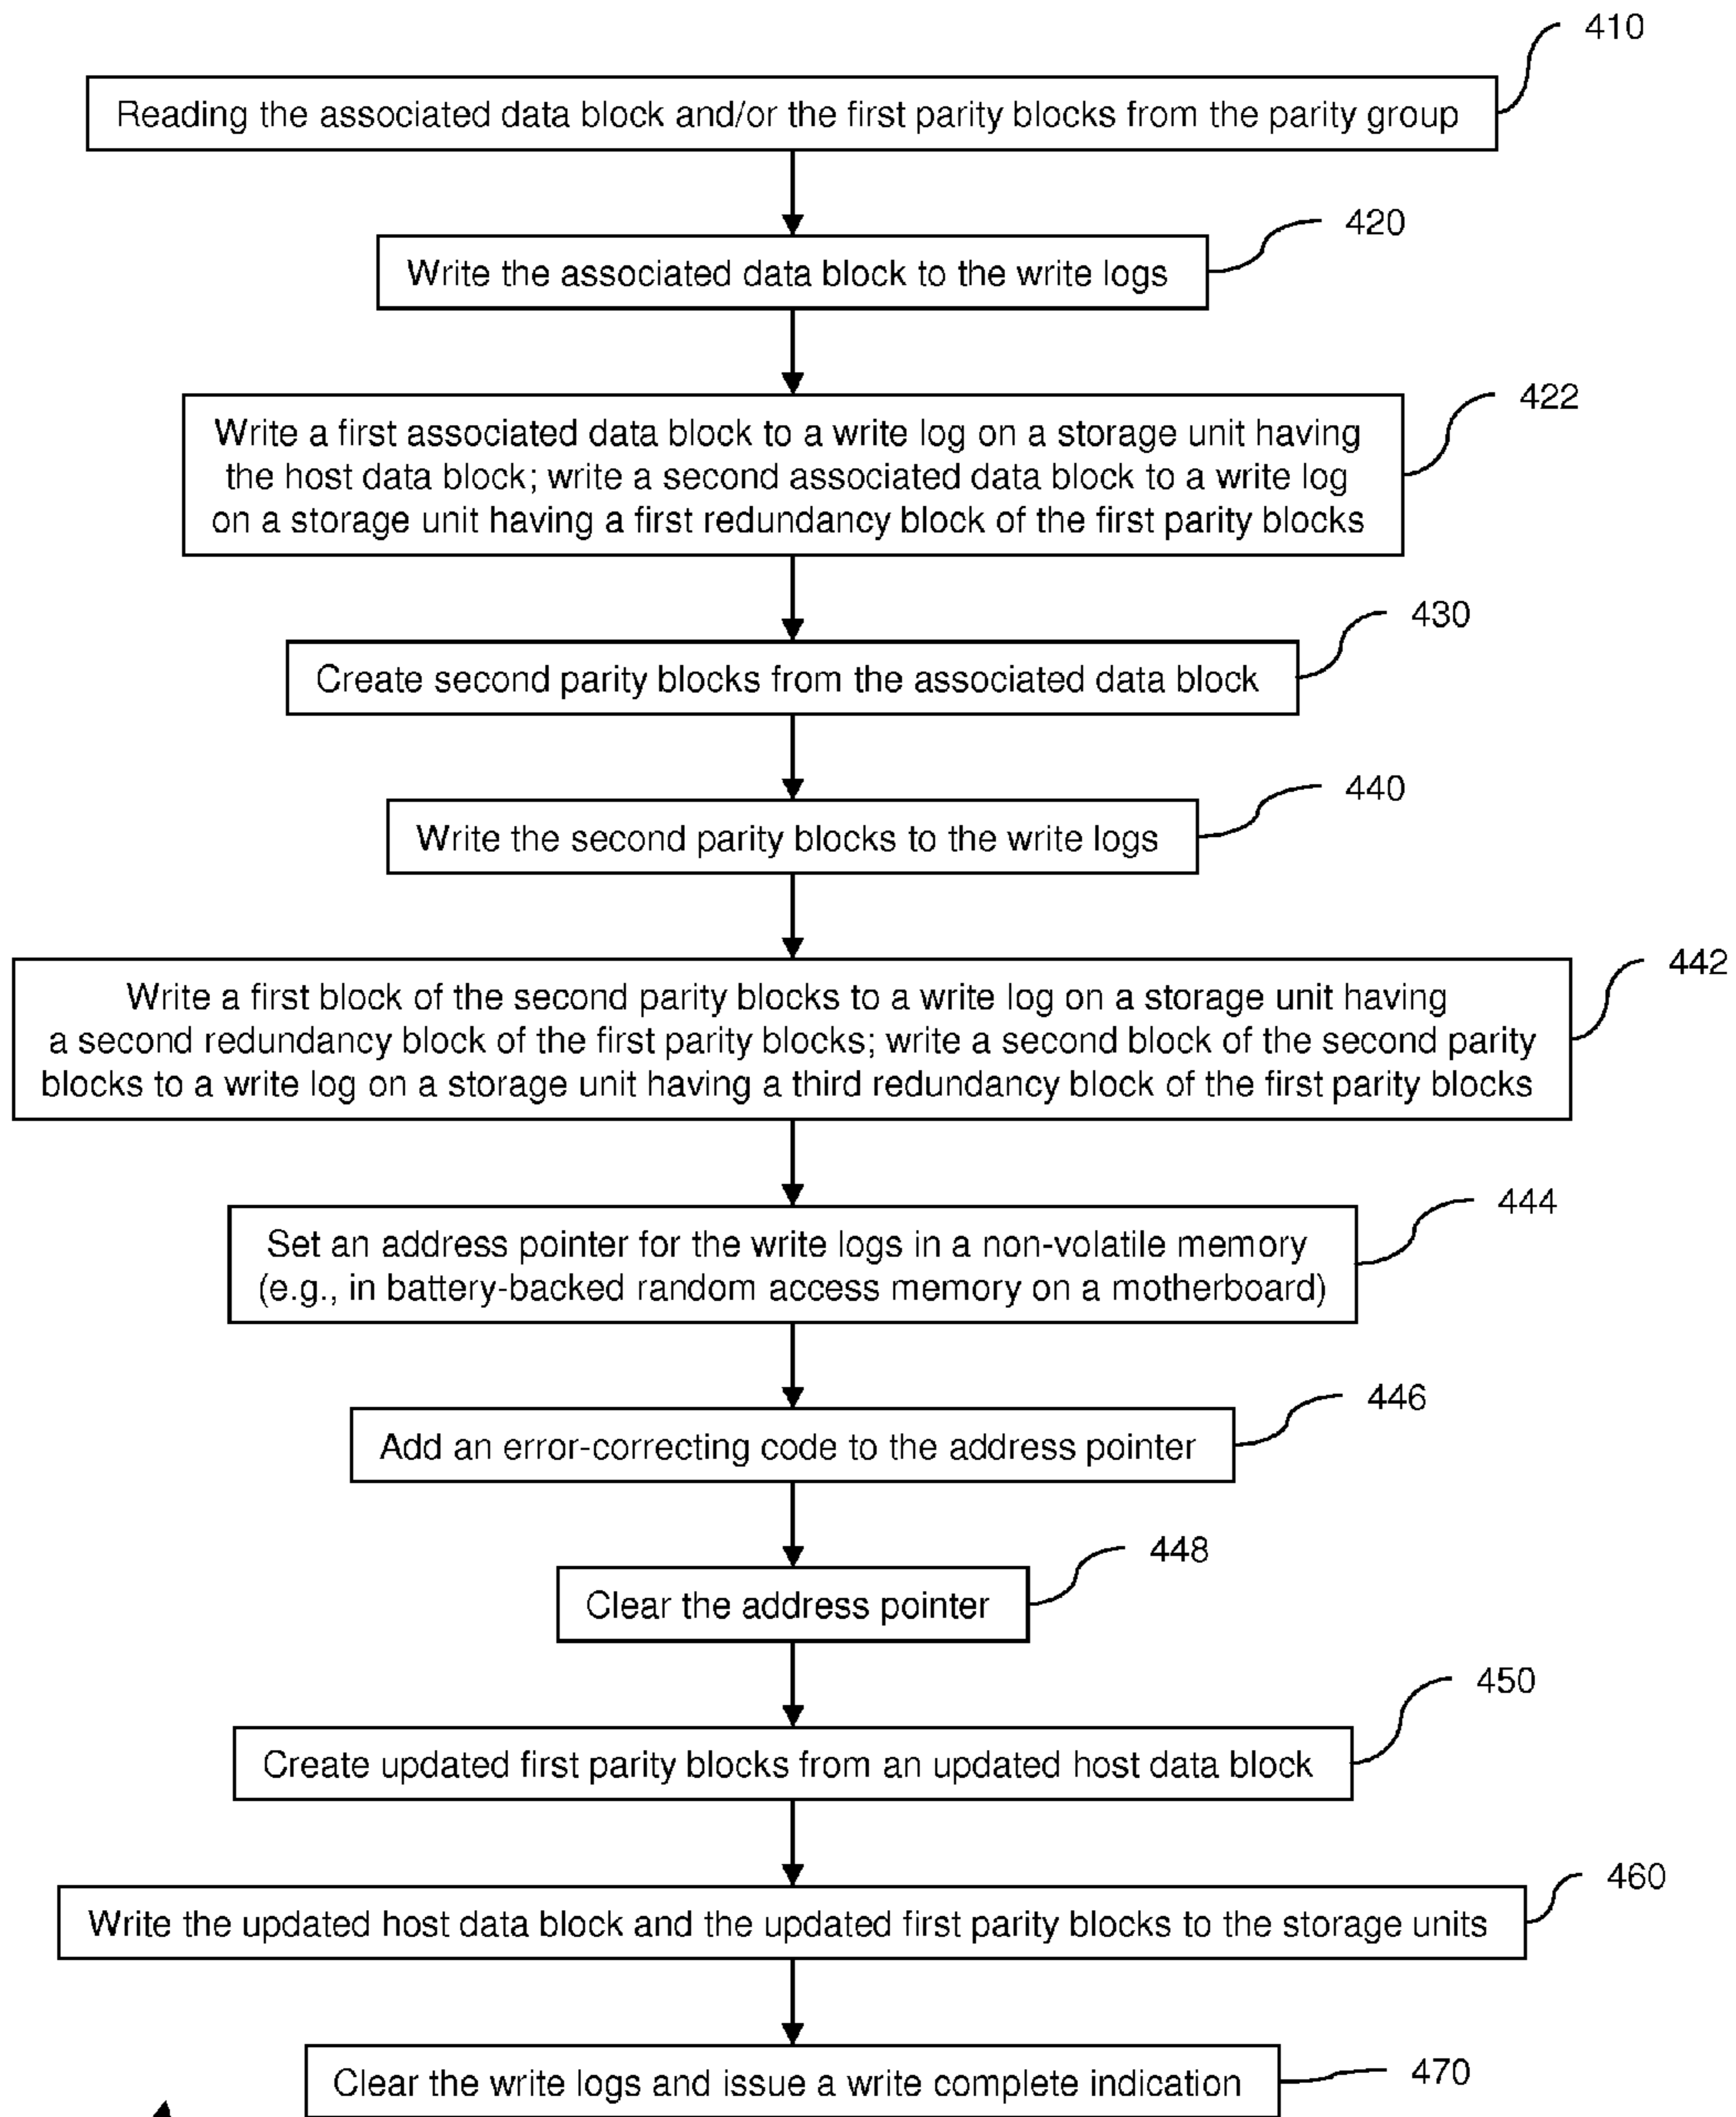 410
Reading the associated data block and/or the first parity blocks from the parity group
420
Write the associated data block to the write logs
422
Write a first associated data block to a write log on a storage unit having
the host data block; write a second associated data block to a write log
on a storage unit having a first redundancy block of the first parity blocks
430
Create second parity blocks from the associated data block
440
Write the second parity blocks to the write logs
442
Write a first block of the second parity blocks to a write log on a storage unit having
a second redundancy block of the first parity blocks; write a second block of the second parity
blocks to a write log on a storage unit having a third redundancy block of the first parity blocks
444
Set an address pointer for the write logs in a non-volatile memory
(e.g., in battery-backed random access memory on a motherboard)
446
Add an error-correcting code to the address pointer
448
Clear the address pointer
450
Create updated first parity blocks from an updated host data block
460
Write the updated host data block and the updated first parity blocks to the storage units
470
Clear the write logs and issue a write complete indication